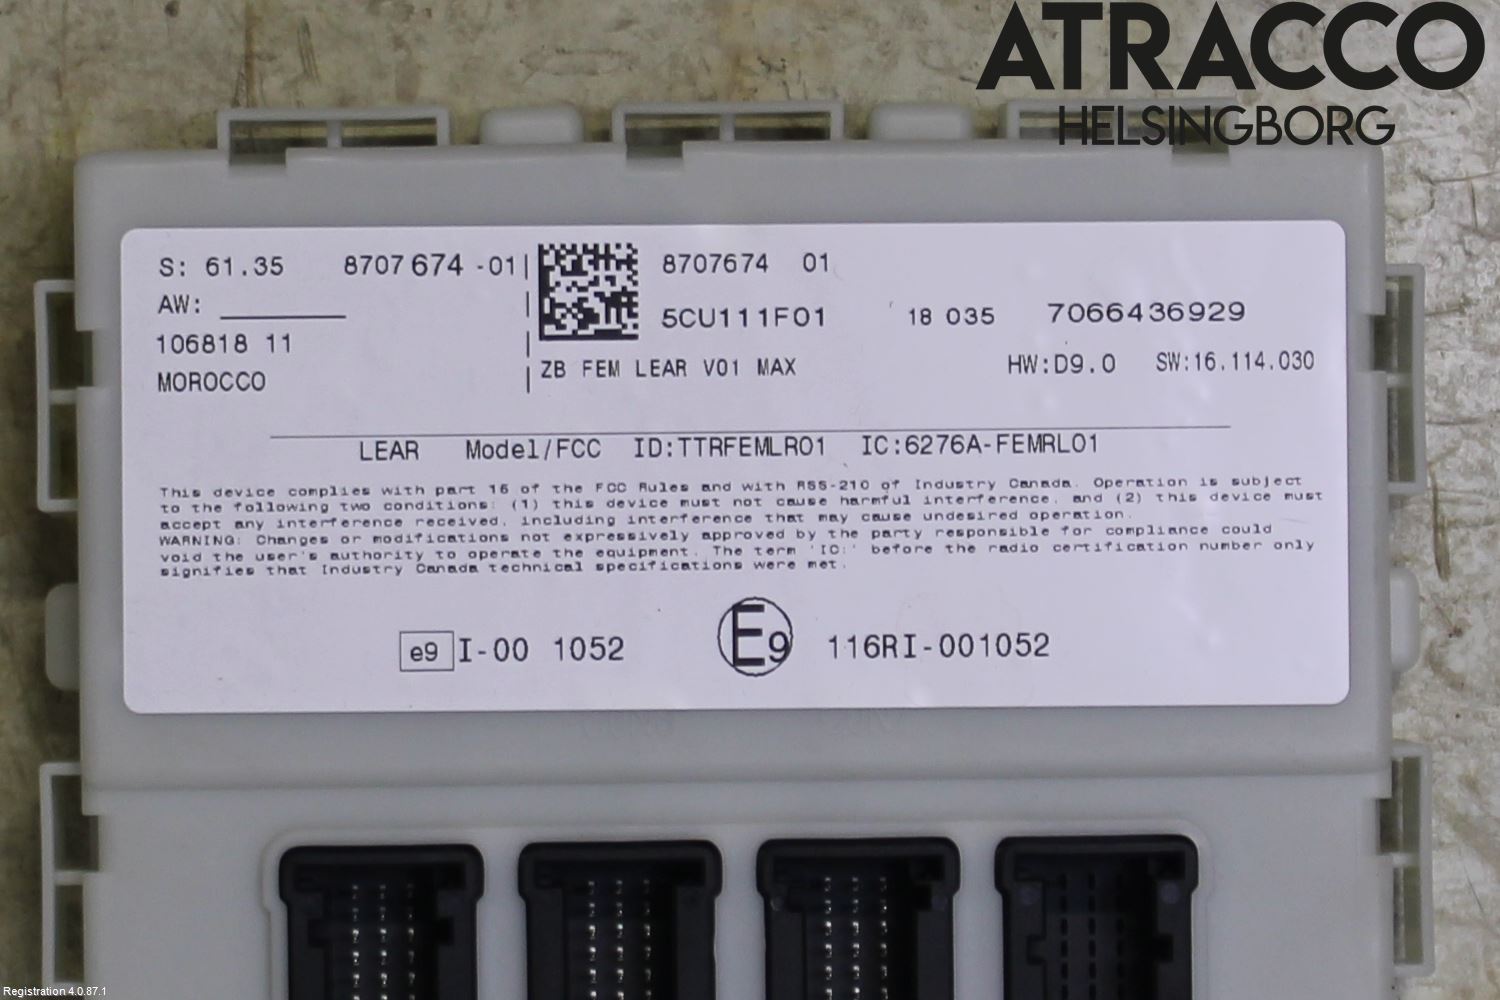 ATRACCO
HELSINGBORG
S: 61.35 8707674 -01
AW:
106818 11
MOROCCO
8707674 01
5CU111F01 18 035 7066436929
ZB FEM LEAR V01 MAX HW:D9.0 SW:16.114.030
LEAR Model/FCC ID:TTRFEMLR01 IC:6276A-FEMRL01
This device complies with part 15 of the FCC Rules and with RSS-210 of Industry Canada. Operation is subject
to the following two conditions: (1) this device must not cause harmful interference, and (2) this device must
accept any interference received, including interference that may cause undesired operation.
WARNING: Changes or modifications not expressively approved by the party responsible for compliance could
void the user's authority to operate the equipment. The term 'IC:' before the radio certification number only
signifies that Industry Canada technical specifications were met.
e9 I-00 1052 E9 116RI-001052
Registration 4.0.87.1